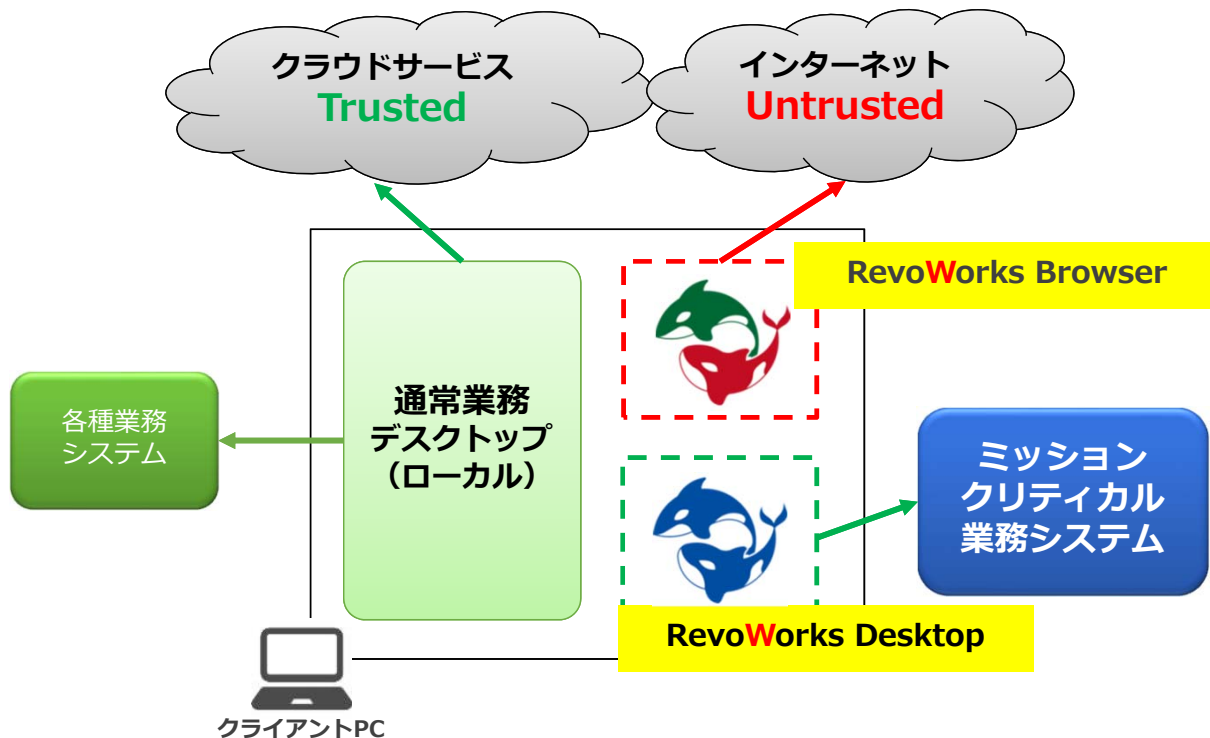 クラウドサービス
Trusted
インターネット
Untrusted
RevoWorks Browser
通常業務
デスクトップ
（ローカル）
各種業務
システム
ミッション
クリティカル
業務システム
RevoWorks Desktop
クライアントPC